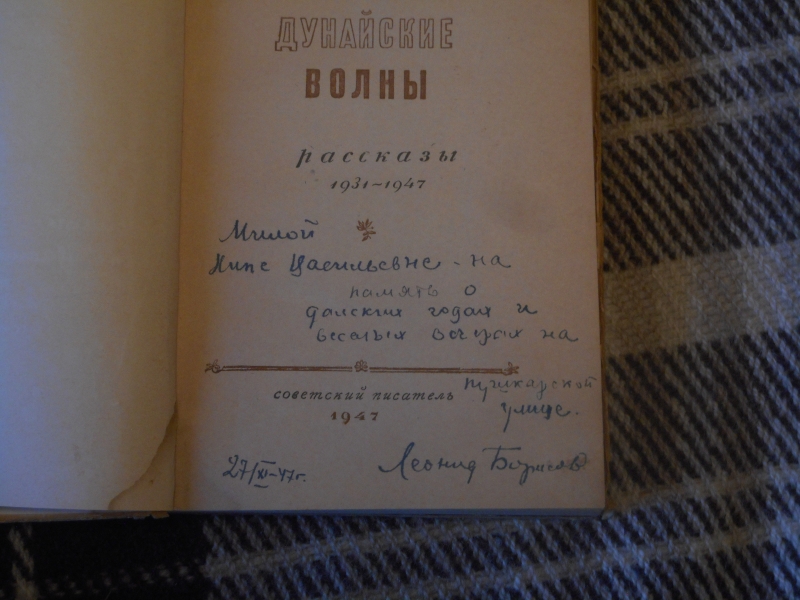 ДУНАЙСКИЕ
ВОЛНЫ
рассказы
1931-1947
Милой
Нине Васильевне - на
память о
далеких годах и
веселых вечерах на
Пушкарской
улице.
советский писатель
1947
27/XI-47г.
Леонид Борисов